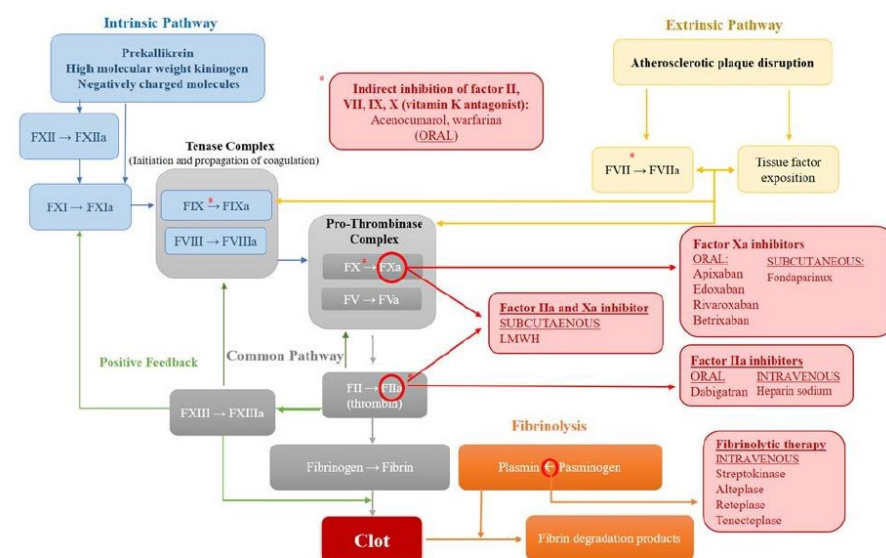 Intrinsic Pathway
Extrinsic Pathway
Prekallikrein
High molecular weight kininogen
Negatively charged molecules
*
Indirect inhibition of factor II,
VII, IX, X (vitamin K antagonist):
Acenocumarol, warfarina
(ORAL)
Atherosclerotic plaque disruption
FXII → FXIIa
Tenase Complex
(Initiation and propagation of coagulation)
FVII * → FVIIa
Tissue factor
exposition
FXI → FXIa
FIX * → FIXa
FVIII → FVIIIa
Pro-Thrombinase
Complex
FX * → FXa
FV → FVa
Factor Xa inhibitors
ORAL:
Apixaban
Edoxaban
Rivaroxaban
Betrixaban
SUBCUTANEOUS:
Fondaparinux
Factor IIa and Xa inhibitor
SUBCUTAENOUS
LMWH
Positive Feedback
Common Pathway
Factor IIa inhibitors
ORAL
Dabigatran
INTRAVENOUS
Heparin sodium
FXIII → FXIIIa
FII → FIIa *
(thrombin)
Fibrinolysis
Fibrinogen → Fibrin
Plasmin ← Pasminogen
Fibrinolytic therapy
INTRAVENOUS
Streptokinase
Alteplase
Reteplase
Tenecteplase
Clot
Fibrin degradation products